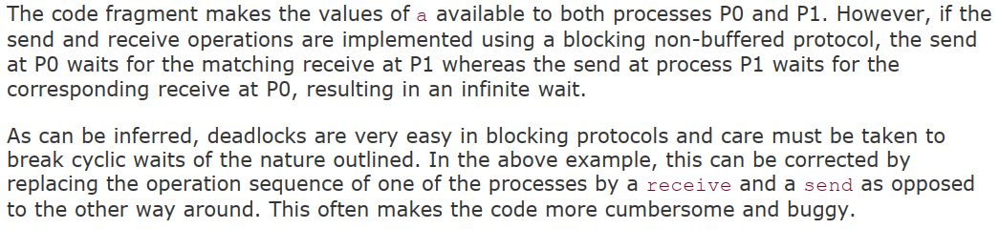 The code fragment makes the values of a available to both processes P0 and P1. However, if the
send and receive operations are implemented using a blocking non-buffered protocol, the send
at P0 waits for the matching receive at P1 whereas the send at process P1 waits for the
corresponding receive at P0, resulting in an infinite wait.
As can be inferred, deadlocks are very easy in blocking protocols and care must be taken to
break cyclic waits of the nature outlined. In the above example, this can be corrected by
replacing the operation sequence of one of the processes by a receive and a send as opposed
to the other way around. This often makes the code more cumbersome and buggy.